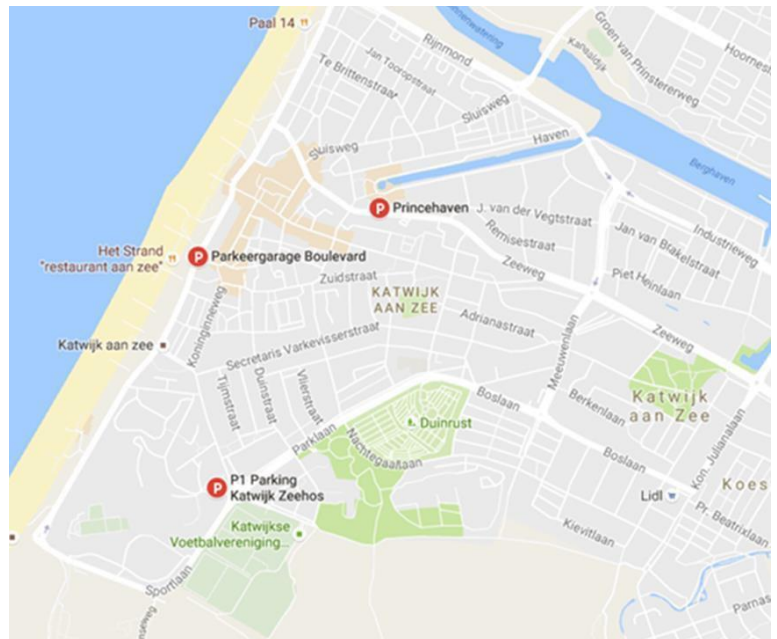 Paal 14
Rijnmond
Binnenwatering
Kanaaldijk
Groen van Prinstererweg
Hoornes
Jan Tooropstraat
Te Brittenstraat
Sluisweg
Sluisweg
Haven
Berghaven
P
Princehaven
J. van der Vegtstraat
Remisestraat
Zeeweg
Jan van Brakelstraat
Industrieweg
Piet Heinlaan
Het Strand
"restaurant aan zee"
P
Parkeergarage Boulevard
Zuidstraat
KATWIJK
AAN ZEE
Koninginneweg
Katwijk aan zee
Secretaris Varkevisserstraat
Adrianastraat
Meeuwenlaan
Zeeweg
Tijmstraat
Duinstraat
Vlierstraat
Parklaan
Boslaan
Duinrust
Nachtegaallaan
Berkenlaan
Katwijk
aan Zee
Boslaan
Kon. Julianalaan
Koes
P
P1 Parking
Katwijk Zeehos
Lidl
Pr. Beatrixlaan
Kievitlaan
Katwijkse
Voetbalvereniging...
Sportlaan
Parnas